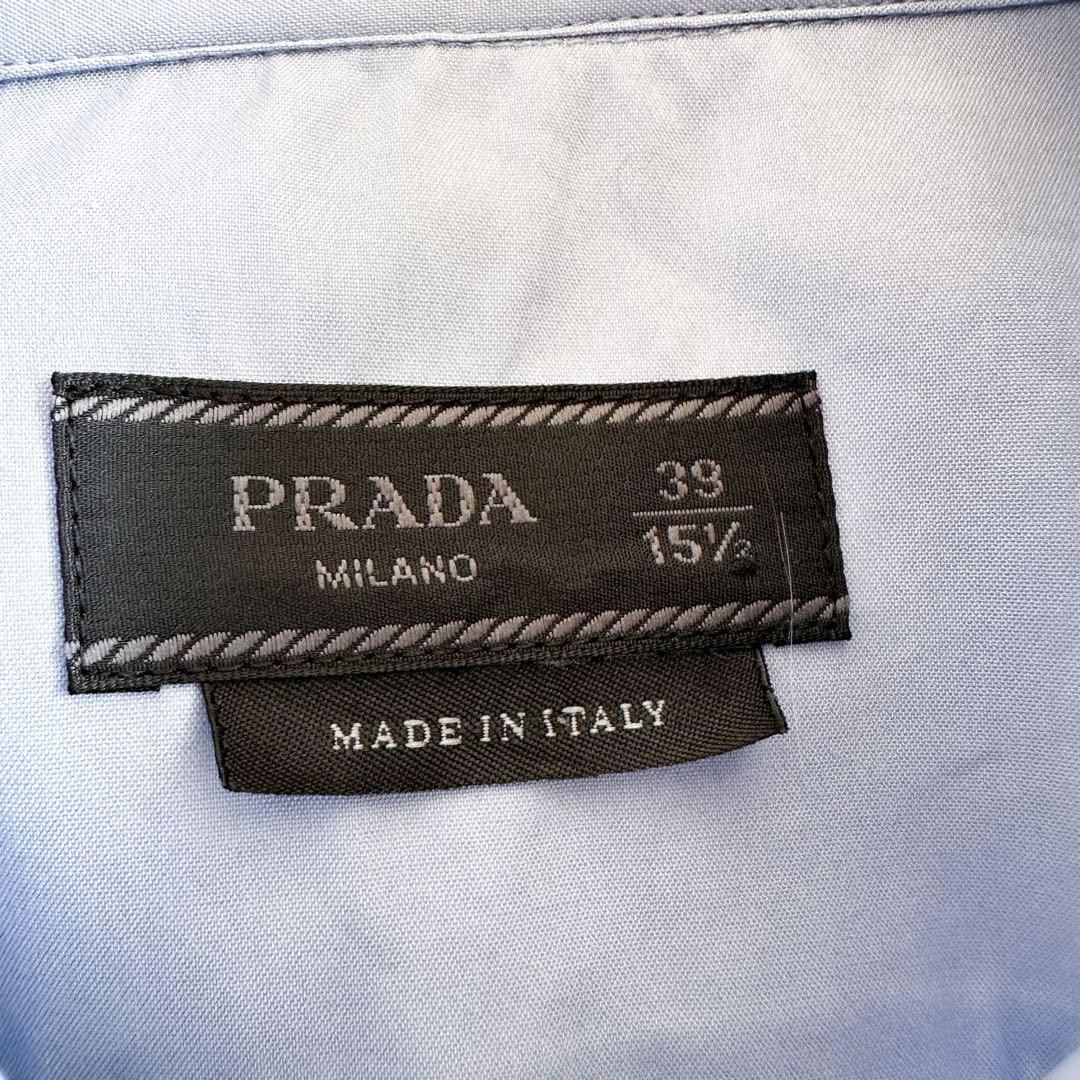 PRADA
MILANO
39
15½
MADE IN ITALY